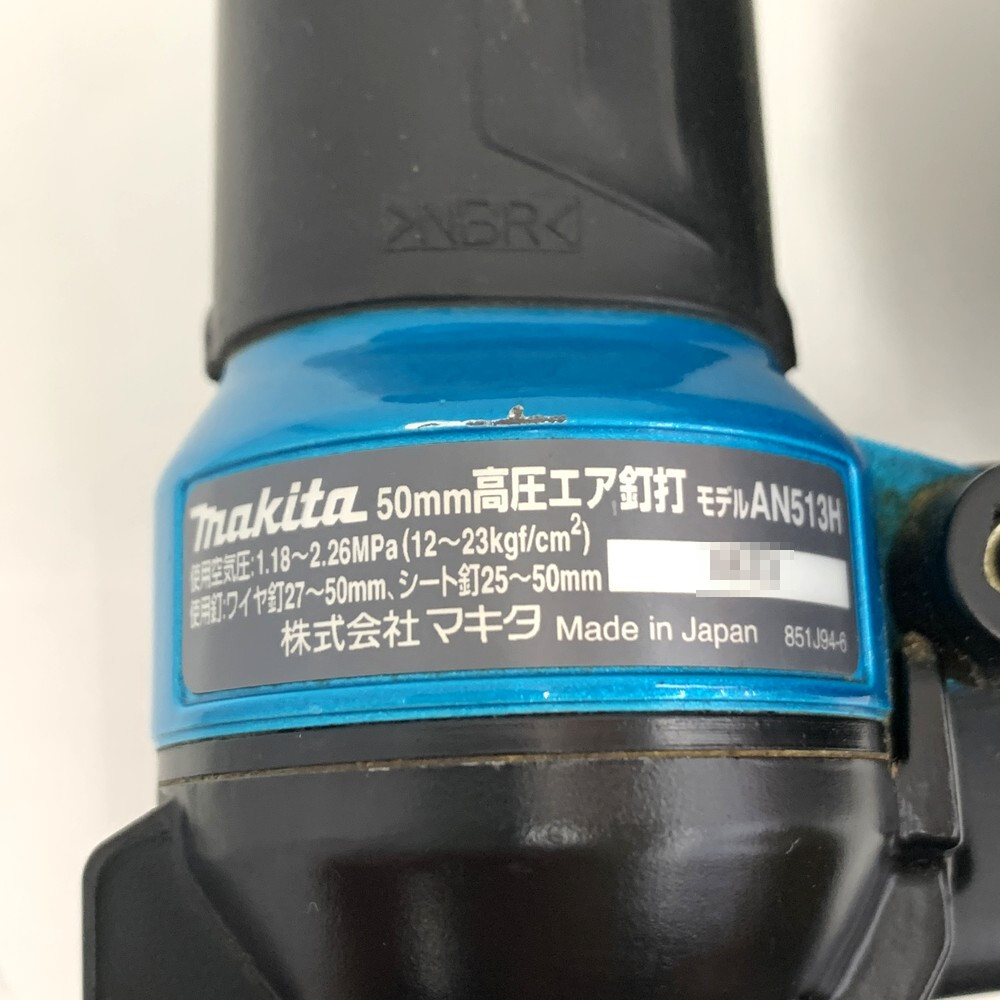 >NBR<
makita 50mm高圧エア釘打 モデルAN513H
使用空気圧:1.18〜2.26MPa(12〜23kgf/cm²)
使用釘:ワイヤ釘27〜50mm、シート釘25〜50mm
株式会社マキタ Made in Japan 851J94-6